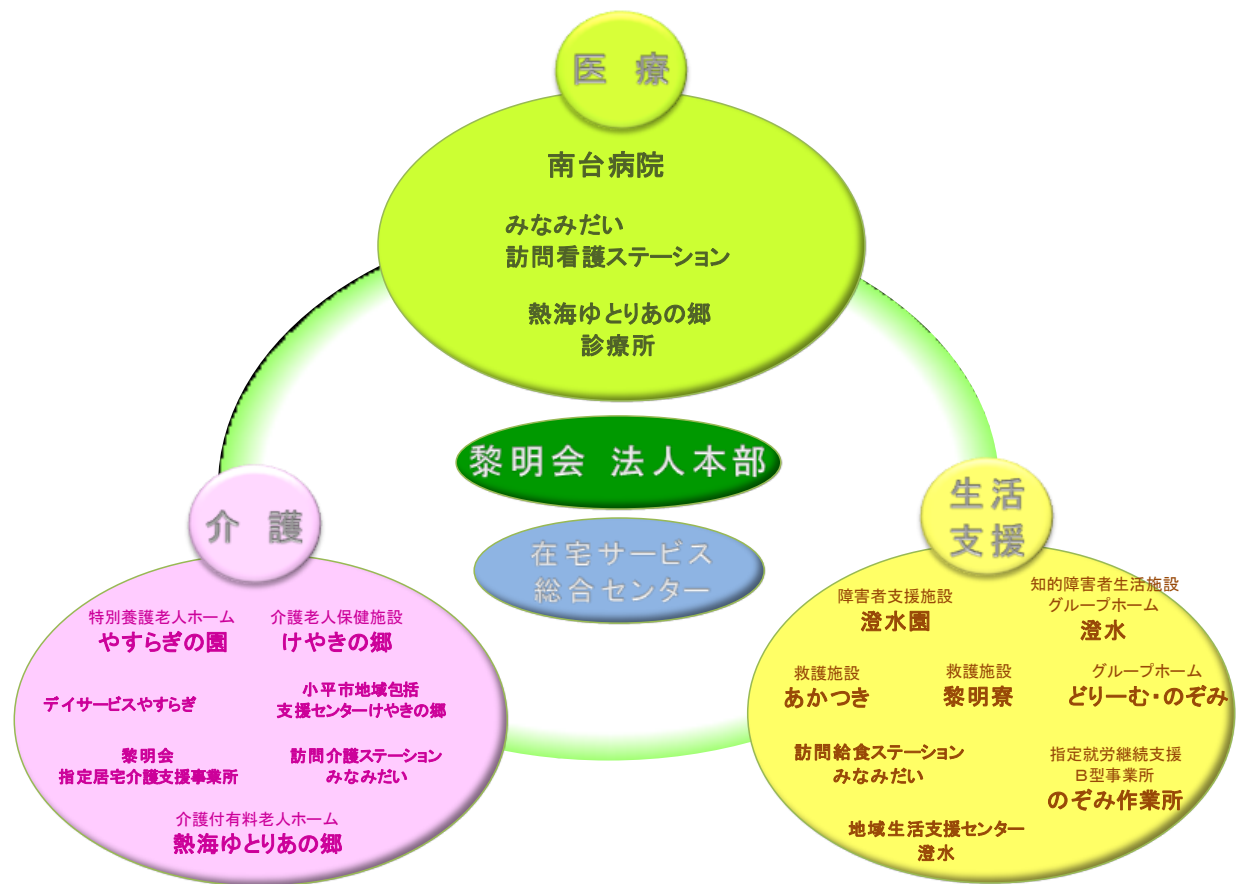 医 療
南台病院
みなみだい
訪問看護ステーション
熱海ゆとりあの郷
診療所
黎明会 法人本部
在宅サービス
総合センター
介 護
特別養護老人ホーム
やすらぎの園
介護老人保健施設
けやきの郷
デイサービスやすらぎ
小平市地域包括
支援センターけやきの郷
黎明会
指定居宅介護支援事業所
訪問介護ステーション
みなみだい
介護付有料老人ホーム
熱海ゆとりあの郷
生活
支援
障害者支援施設
澄水園
知的障害者生活施設
グループホーム
澄水
救護施設
あかつき
救護施設
黎明寮
グループホーム
どりーむ・のぞみ
訪問給食ステーション
みなみだい
指定就労継続支援
B型事業所
のぞみ作業所
地域生活支援センター
澄水